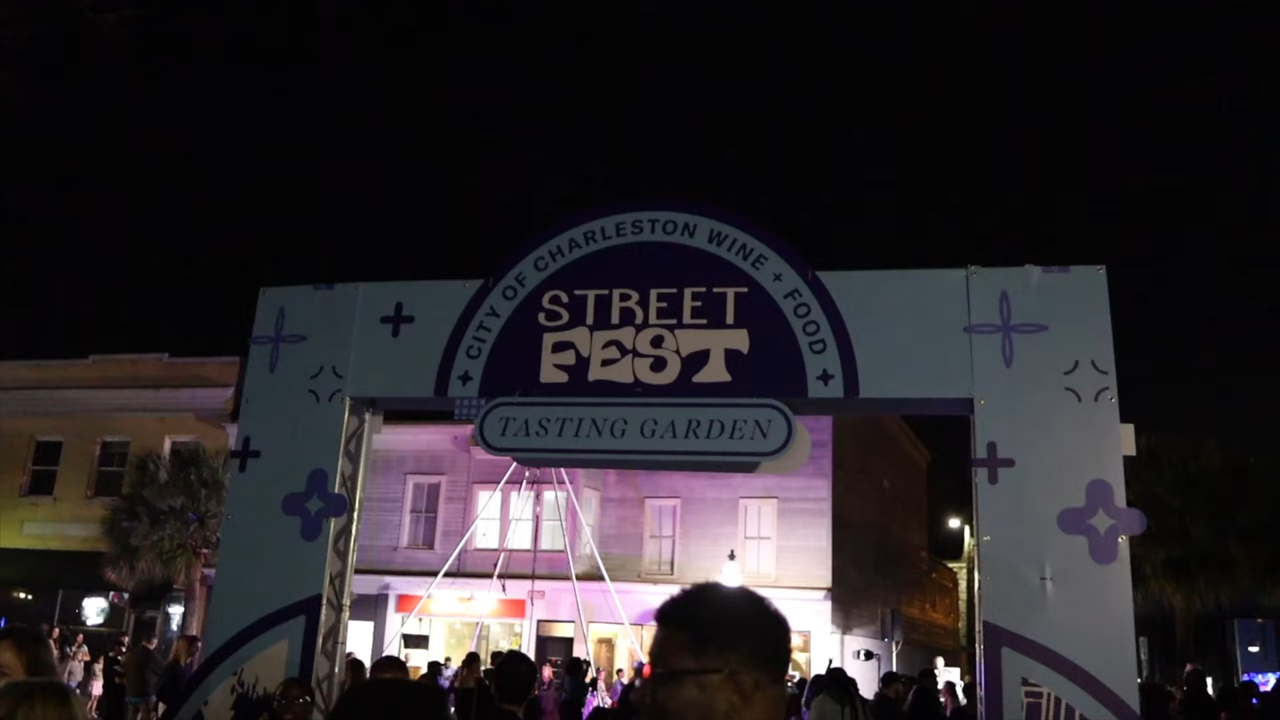 CITY OF CHARLESTON WINE + FOOD
STREET
FEST
TASTING GARDEN